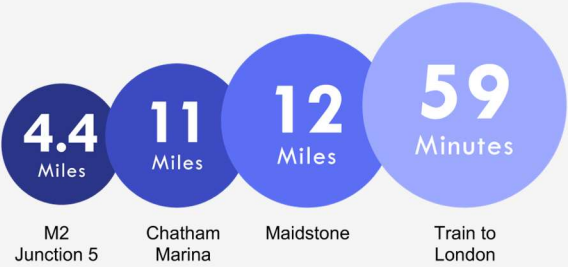 4.4
Miles
11
Miles
12
Miles
59
Minutes
M2
Junction 5
Chatham
Marina
Maidstone
Train to
London